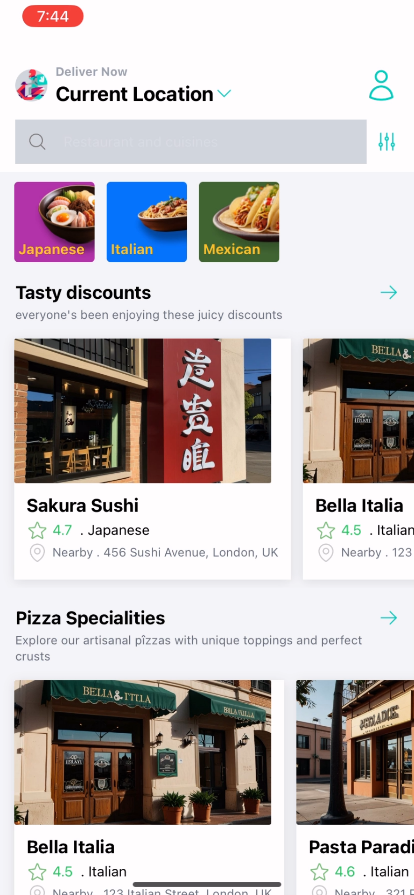 7:44
Deliver Now
Current Location
Restaurant and cuisines
Japanese
Italian
Mexican
Tasty discounts
everyone's been enjoying these juicy discounts
BELLA
Sakura Sushi
4.7 . Japanese
Nearby . 456 Sushi Avenue, London, UK
Bella Italia
4.5 . Italian
Nearby . 123
Pizza Specialities
Explore our artisanal pîzzas with unique toppings and perfect
crusts
Bella Italia
4.5 . Italian
Nearby . 123 Italian Street, London, UK
Pasta Paradi
4.6 . Italian
Nearby . 321 P